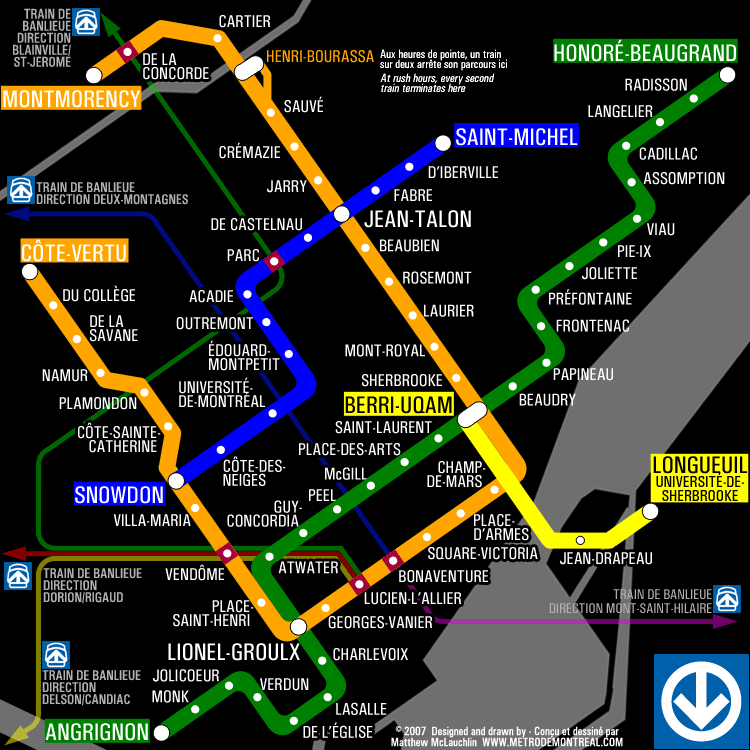 TRAIN DE
BANLIEUE
DIRECTION
BLAINVILLE/
ST-JEROME
CARTIER
DE LA
CONCORDE
MONTMORENCY
HENRI-BOURASSA
Aux heures de pointe, un train
sur deux arrête son parcours ici
At rush hours, every second
train terminates here
HONORÉ-BEAUGRAND
RADISSON
LANGELIER
CADILLAC
ASSOMPTION
VIAU
PIE-IX
JOLIETTE
PRÉFONTAINE
FRONTENAC
PAPINEAU
BEAUDRY
SAUVÉ
CRÉMAZIE
JARRY
SAINT-MICHEL
D'IBERVILLE
FABRE
JEAN-TALON
DE CASTELNAU
PARC
ACADIE
OUTREMONT
ÉDOUARD-
MONTPETIT
UNIVERSITÉ-
DE-MONTRÉAL
CÔTE-DES-
NEIGES
SNOWDON
BEAUBIEN
ROSEMONT
LAURIER
MONT-ROYAL
SHERBROOKE
BERRI-UQAM
TRAIN DE BANLIEUE
DIRECTION DEUX-MONTAGNES
CÔTE-VERTU
DU COLLÈGE
DE LA
SAVANE
NAMUR
PLAMONDON
CÔTE-SAINTE-
CATHERINE
VILLA-MARIA
VENDÔME
PLACE-
SAINT-HENRI
LIONEL-GROULX
SAINT-LAURENT
PLACE-DES-ARTS
McGILL
PEEL
GUY-
CONCORDIA
ATWATER
CHAMP-
DE-MARS
PLACE-
D'ARMES
SQUARE-VICTORIA
BONAVENTURE
LUCIEN-L'ALLIER
GEORGES-VANIER
LONGUEUIL
UNIVERSITÉ-DE-
SHERBROOKE
JEAN-DRAPEAU
TRAIN DE BANLIEUE
DIRECTION
DORION/RIGAUD
TRAIN DE BANLIEUE
DIRECTION MONT-SAINT-HILAIRE
TRAIN DE BANLIEUE
DIRECTION
DELSON/CANDIAC
CHARLEVOIX
LASALLE
DE L'ÉGLISE
VERDUN
JOLICOEUR
MONK
ANGRIGNON
© 2007 Designed and drawn by - Conçu et dessiné par
Matthew McLauchlin WWW.METRODEMONTREAL.COM